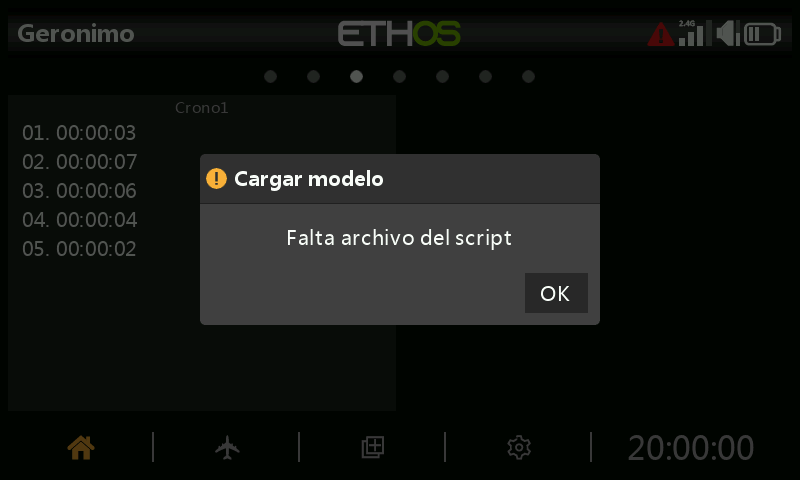 Geronimo
ETHOS
2.4G
Crono1
01. 00:00:03
02. 00:00:07
03. 00:00:06
04. 00:00:04
05. 00:00:02
Cargar modelo
Falta archivo del script
OK
20:00:00